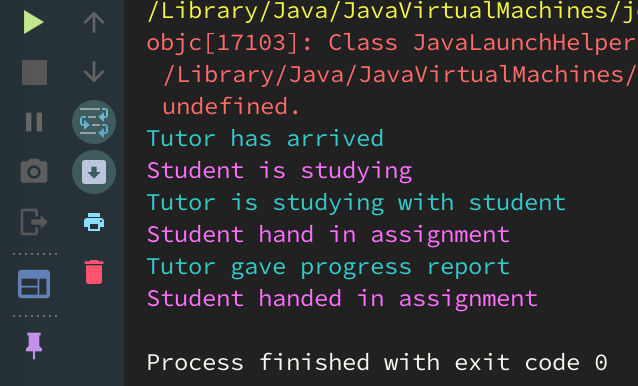 /Library/Java/JavaVirtualMachines/
objc[17103]: Class JavaLaunchHelper
/Library/Java/JavaVirtualMachines/
undefined.
Tutor has arrived
Student is studying
Tutor is studying with student
Student hand in assignment
Tutor gave progress report
Student handed in assignment
Process finished with exit code 0